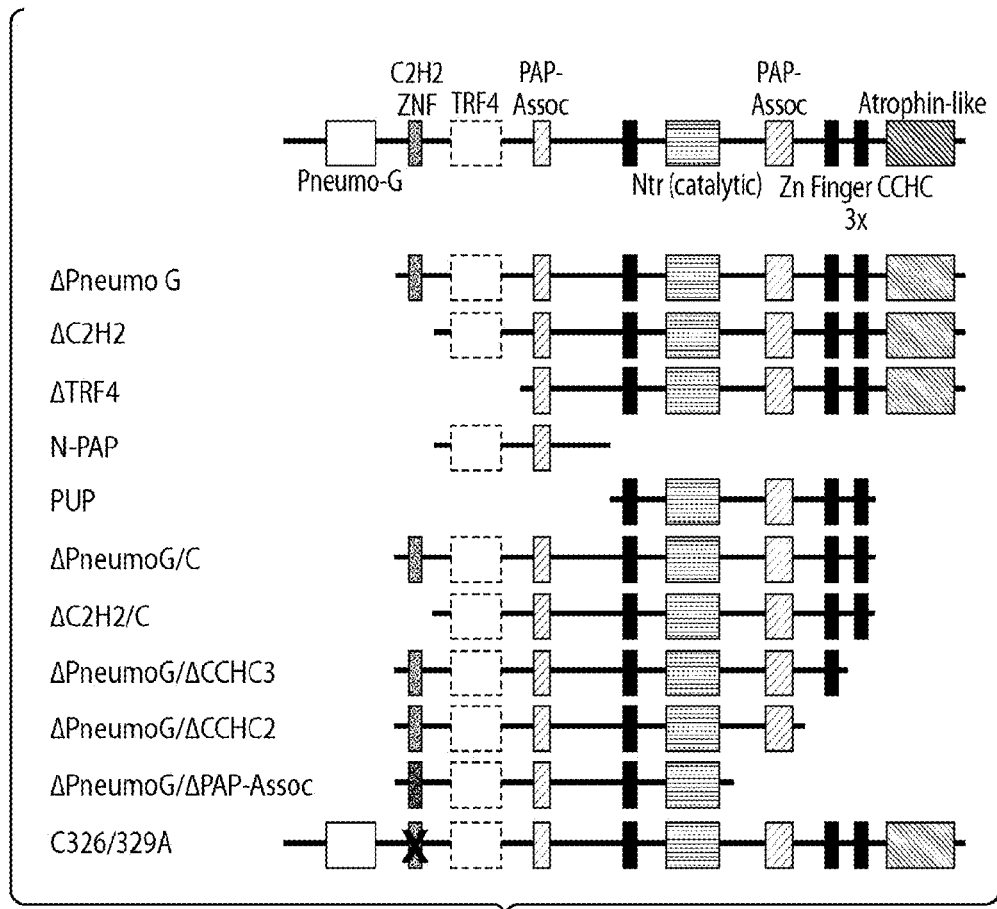 C2H2
ZNF
TRF4
PAP-
Assoc
PAP-
Assoc
Atrophin-like
Pneumo-G
Ntr (catalytic)
Zn Finger CCHC
3x
ΔPneumo G
ΔC2H2
ΔTRF4
N-PAP
PUP
ΔPneumoG/C
ΔC2H2/C
ΔPneumoG/ΔCCHC3
ΔPneumoG/ΔCCHC2
ΔPneumoG/ΔPAP-Assoc
C326/329A
X